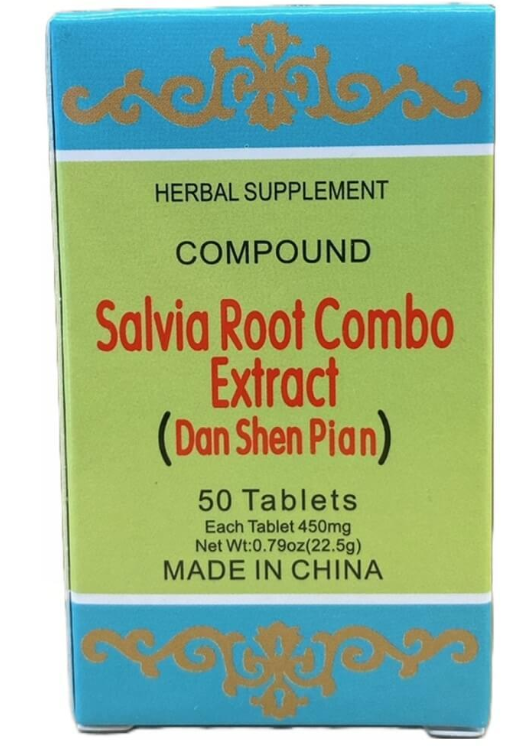 HERBAL SUPPLEMENT
COMPOUND
Salvia Root Combo
Extract
(Dan Shen Pian)
50 Tablets
Each Tablet 450mg
Net Wt:0.79oz(22.5g)
MADE IN CHINA